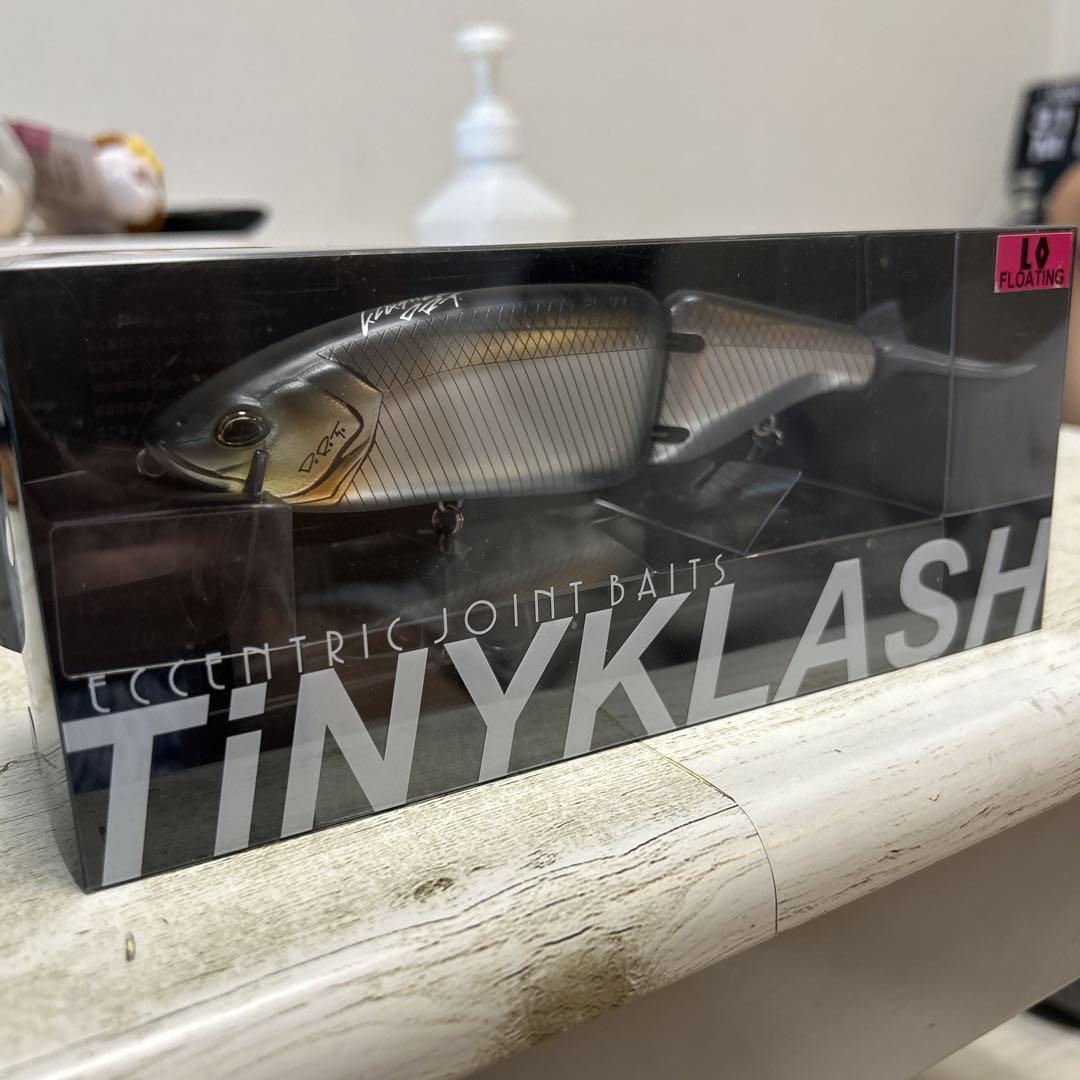 LO
FLOATING
D.R.T.
ECCENTRIC JOINT BAITS
TiNYKLASH